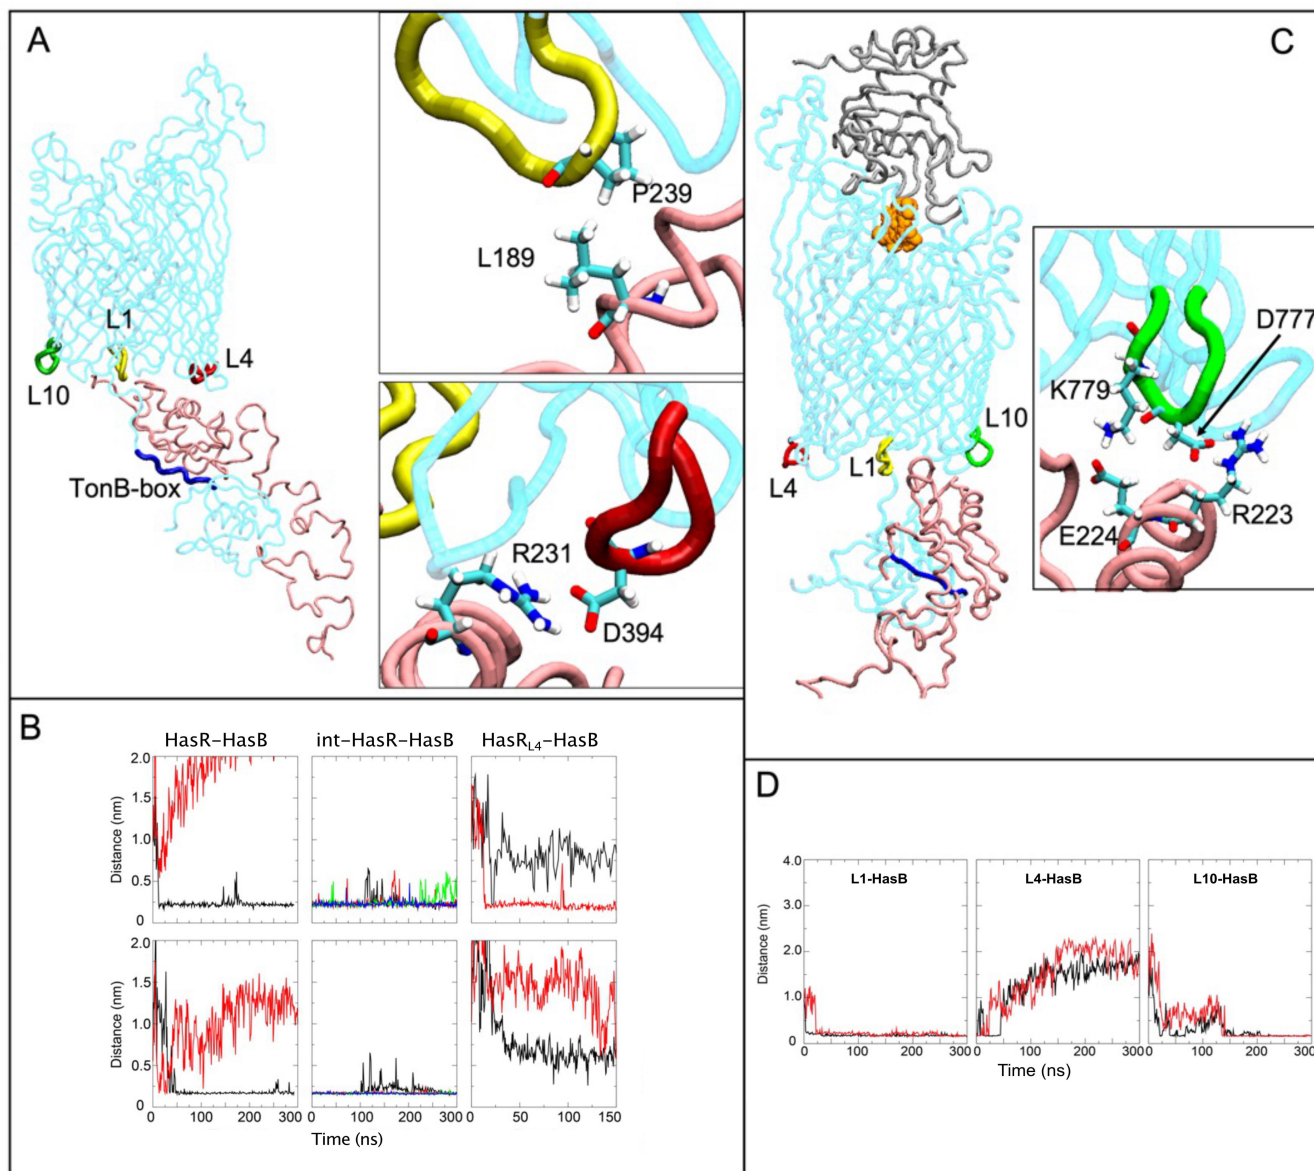 A
L1
L4
L10
TonB-box
P239
L189
R231
D394
C
D777
K779
E224
R223
L10
L1
L4
B
HasR-HasB
int-HasR-HasB
HasRL4-HasB
2.0
1.5
1.0
0.5
0
Distance (nm)
2.0
1.5
1.0
0.5
0
Distance (nm)
0 100 200 300
0 100 200 300
0 50 100 150
Time (ns)
D
L1-HasB
L4-HasB
L10-HasB
4.0
3.0
2.0
1.0
0
Distance (nm)
0 100 200 300
0 100 200 300
0 100 200 300
Time (ns)